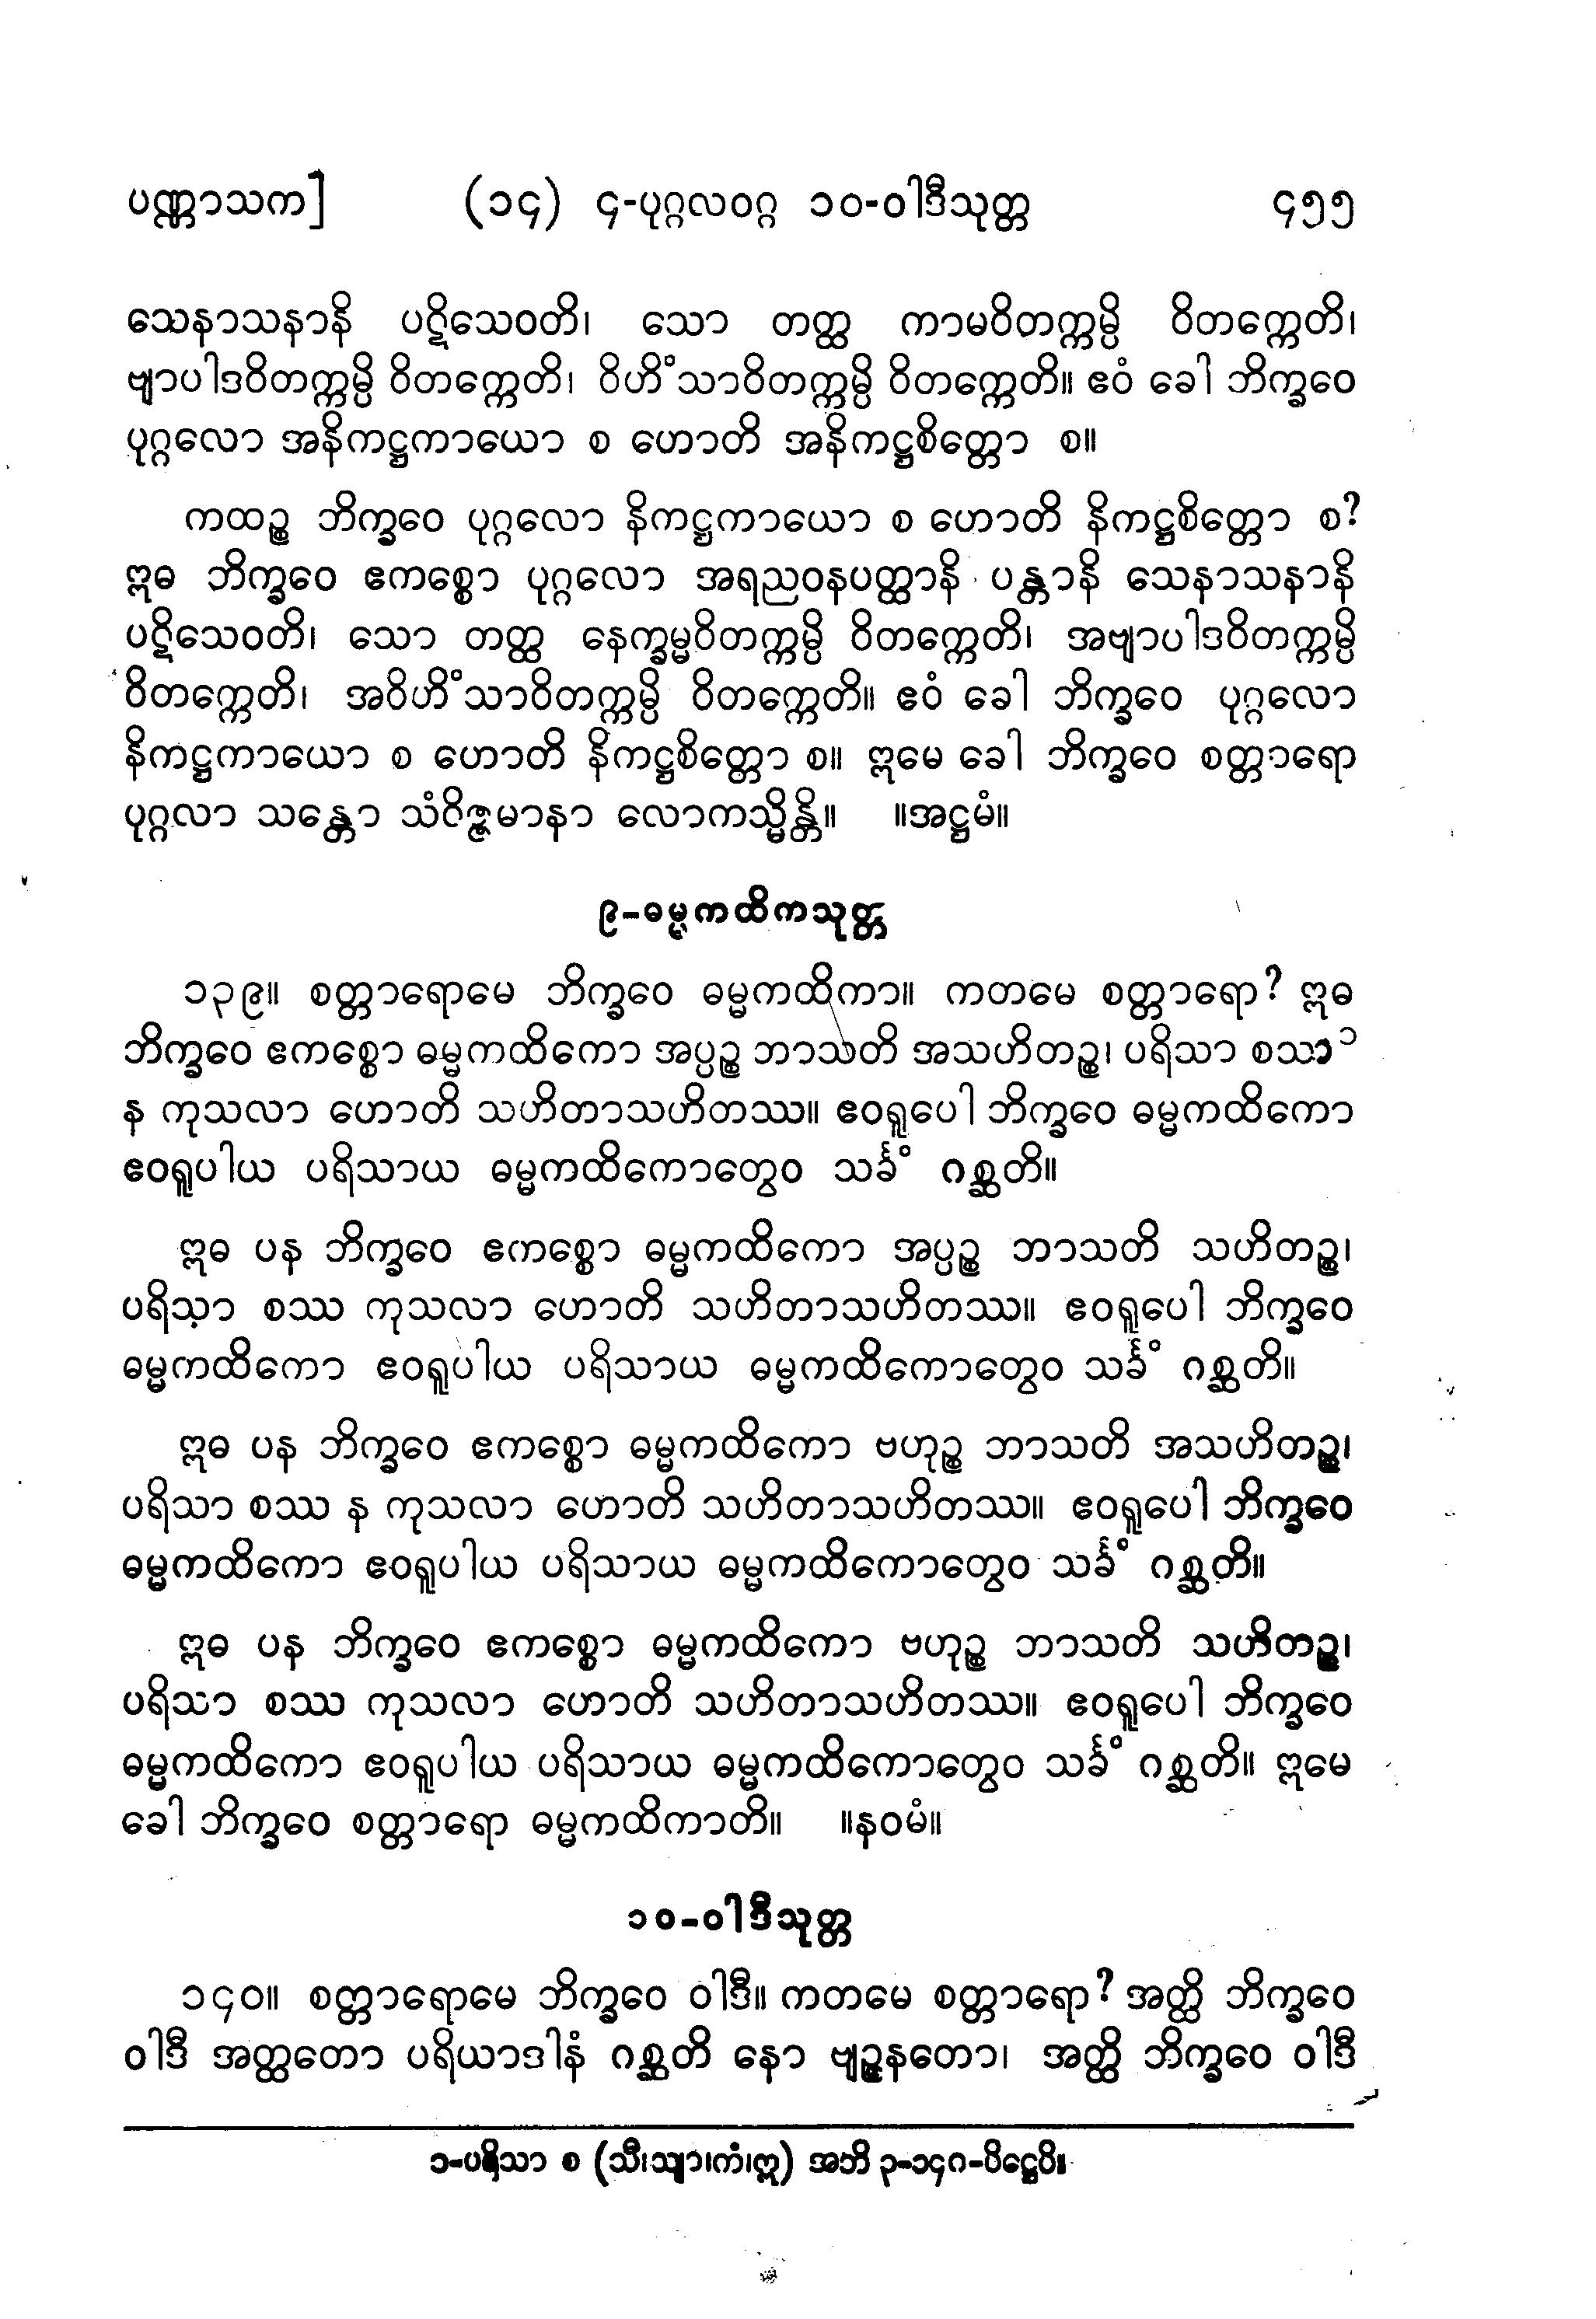 ပဏ္ဏာသက] (၁၄) ၄-ပုဂ္ဂလဝဂ္ဂ ၁၀-ဝါဒီသုတ္တ ၄၅၅
သေနာသနာနိ ပဋိသေဝတိ၊ သော တတ္ထ ကာမဝိတက္ကမ္ပိ ဝိတက္ကေတိ၊
ဗျာပါဒဝိတက္ကမ္ပိ ဝိတက္ကေတိ၊ ဝိဟိံသာဝိတက္ကမ္ပိ ဝိတက္ကေတိ။ ဧဝံ ခေါ ဘိက္ခဝေ
ပုဂ္ဂလော အနိကဋ္ဌကာယော စ ဟောတိ အနိကဋ္ဌစိတ္တော စ။
ကထဉ္စ ဘိက္ခဝေ ပုဂ္ဂလော နိကဋ္ဌကာယော စ ဟောတိ နိကဋ္ဌစိတ္တော စ?
ဣဓ ဘိက္ခဝေ ဧကစ္စော ပုဂ္ဂလော အရညဝနပတ္ထာနိ ပန္တာနိ သေနာသနာနိ
ပဋိသေဝတိ၊ သော တတ္ထ နေက္ခမ္မဝိတက္ကမ္ပိ ဝိတက္ကေတိ၊ အဗျာပါဒဝိတက္ကမ္ပိ
ဝိတက္ကေတိ၊ အဝိဟိံသာဝိတက္ကမ္ပိ ဝိတက္ကေတိ။ ဧဝံ ခေါ ဘိက္ခဝေ ပုဂ္ဂလော
နိကဋ္ဌကာယော စ ဟောတိ နိကဋ္ဌစိတ္တော စ။ ဣမေ ခေါ ဘိက္ခဝေ စတ္တာရော
ပုဂ္ဂလာ သန္တော သံဝိဇ္ဇမာနာ လောကသ္မိန္တိ။ ။အဋ္ဌမံ။
၉-ဓမ္မကထိကသုတ္တ
၁၃၉။ စတ္တာရောမေ ဘိက္ခဝေ ဓမ္မကထိကာ။ ကတမေ စတ္တာရော? ဣဓ
ဘိက္ခဝေ ဧကစ္စော ဓမ္မကထိကော အပ္ပဉ္စ ဘာသတိ အသဟိတဉ္စ၊ ပရိသာ စဿ ၁
န ကုသလာ ဟောတိ သဟိတာသဟိတဿ။ ဧဝရူပေါ ဘိက္ခဝေ ဓမ္မကထိကော
ဧဝရူပါယ ပရိသာယ ဓမ္မကထိကောတွေဝ သင်္ခံ ဂစ္ဆတိ။
ဣဓ ပန ဘိက္ခဝေ ဧကစ္စော ဓမ္မကထိကော အပ္ပဉ္စ ဘာသတိ သဟိတဉ္စ၊
ပရိသာ စဿ ကုသလာ ဟောတိ သဟိတာသဟိတဿ။ ဧဝရူပေါ ဘိက္ခဝေ
ဓမ္မကထိကော ဧဝရူပါယ ပရိသာယ ဓမ္မကထိကောတွေဝ သင်္ခံ ဂစ္ဆတိ။
ဣဓ ပန ဘိက္ခဝေ ဧကစ္စော ဓမ္မကထိကော ဗဟုဉ္စ ဘာသတိ အသဟိတဉ္စ၊
ပရိသာ စဿ န ကုသလာ ဟောတိ သဟိတာသဟိတဿ။ ဧဝရူပေါ ဘိက္ခဝေ
ဓမ္မကထိကော ဧဝရူပါယ ပရိသာယ ဓမ္မကထိကောတွေဝ သင်္ခံ ဂစ္ဆတိ။
ဣဓ ပန ဘိက္ခဝေ ဧကစ္စော ဓမ္မကထိကော ဗဟုဉ္စ ဘာသတိ သဟိတဉ္စ၊
ပရိသာ စဿ ကုသလာ ဟောတိ သဟိတာသဟိတဿ။ ဧဝရူပေါ ဘိက္ခဝေ
ဓမ္မကထိကော ဧဝရူပါယ ပရိသာယ ဓမ္မကထိကောတွေဝ သင်္ခံ ဂစ္ဆတိ။ ဣမေ
ခေါ ဘိက္ခဝေ စတ္တာရော ဓမ္မကထိကာတိ။ ။နဝမံ။
၁၀-ဝါဒီသုတ္တ
၁၄၀။ စတ္တာရောမေ ဘိက္ခဝေ ဝါဒီ။ ကတမေ စတ္တာရော? အတ္ထိ ဘိက္ခဝေ
ဝါဒီ အတ္ထတော ပရိယာဒါနံ ဂစ္ဆတိ နော ဗျဉ္ဇနတော၊ အတ္ထိ ဘိက္ခဝေ ဝါဒီ
၁-ပရိသာ စ (သီ၊သျာ၊ကံ၊ဣ) အဘိ ၃-၁၄၈-ပိဋ္ဌေပိ။